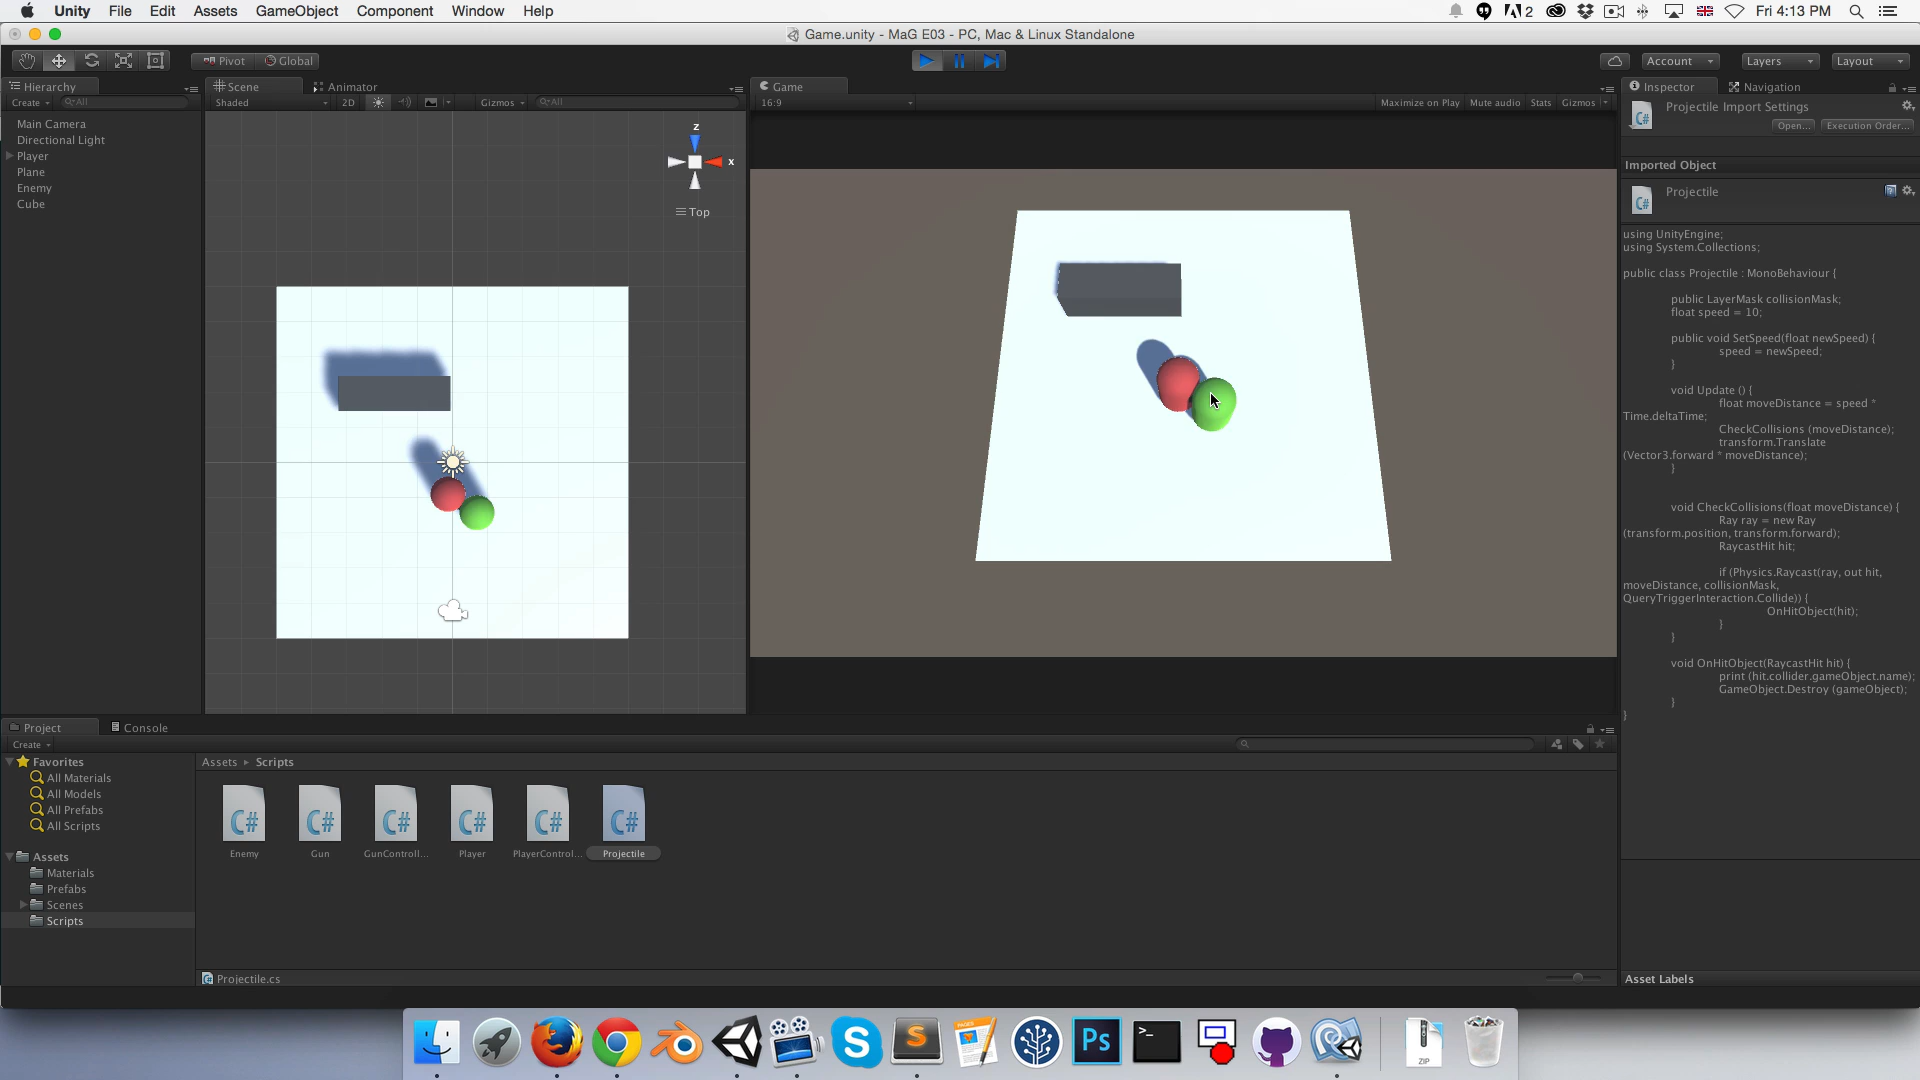 Unity File Edit Assets GameObject Component Window Help
2 Fri 4:13 PM
Game.unity - MaG E03 - PC, Mac & Linux Standalone
Pivot Global
Account Layers Layout
Hierarchy
Create All
Main Camera
Directional Light
Player
Plane
Enemy
Cube
Scene Animator
Shaded 2D Gizmos All
z
x
Top
Game
16:9 Maximize on Play Mute audio Stats Gizmos
Inspector Navigation
Projectile Import Settings
C#
Open... Execution Order...
Imported Object
Projectile
C#
using UnityEngine;
using System.Collections;
public class Projectile : MonoBehaviour {
public LayerMask collisionMask;
float speed = 10;
public void SetSpeed(float newSpeed) {
speed = newSpeed;
}
void Update () {
float moveDistance = speed *
Time.deltaTime;
CheckCollisions (moveDistance);
transform.Translate
(Vector3.forward * moveDistance);
}
void CheckCollisions(float moveDistance) {
Ray ray = new Ray
(transform.position, transform.forward);
RaycastHit hit;
if (Physics.Raycast(ray, out hit,
moveDistance, collisionMask,
QueryTriggerInteraction.Collide)) {
OnHitObject(hit);
}
}
void OnHitObject(RaycastHit hit) {
print (hit.collider.gameObject.name);
GameObject.Destroy (gameObject);
}
}
Project Console
Create
Favorites
All Materials
All Models
All Prefabs
All Scripts
Assets
Materials
Prefabs
Scenes
Scripts
Assets Scripts
C# C# C# C# C# C#
Enemy Gun GunControll... Player PlayerControl... Projectile
Projectile.cs
Asset Labels
S S PAGES Ps >_ ZIP